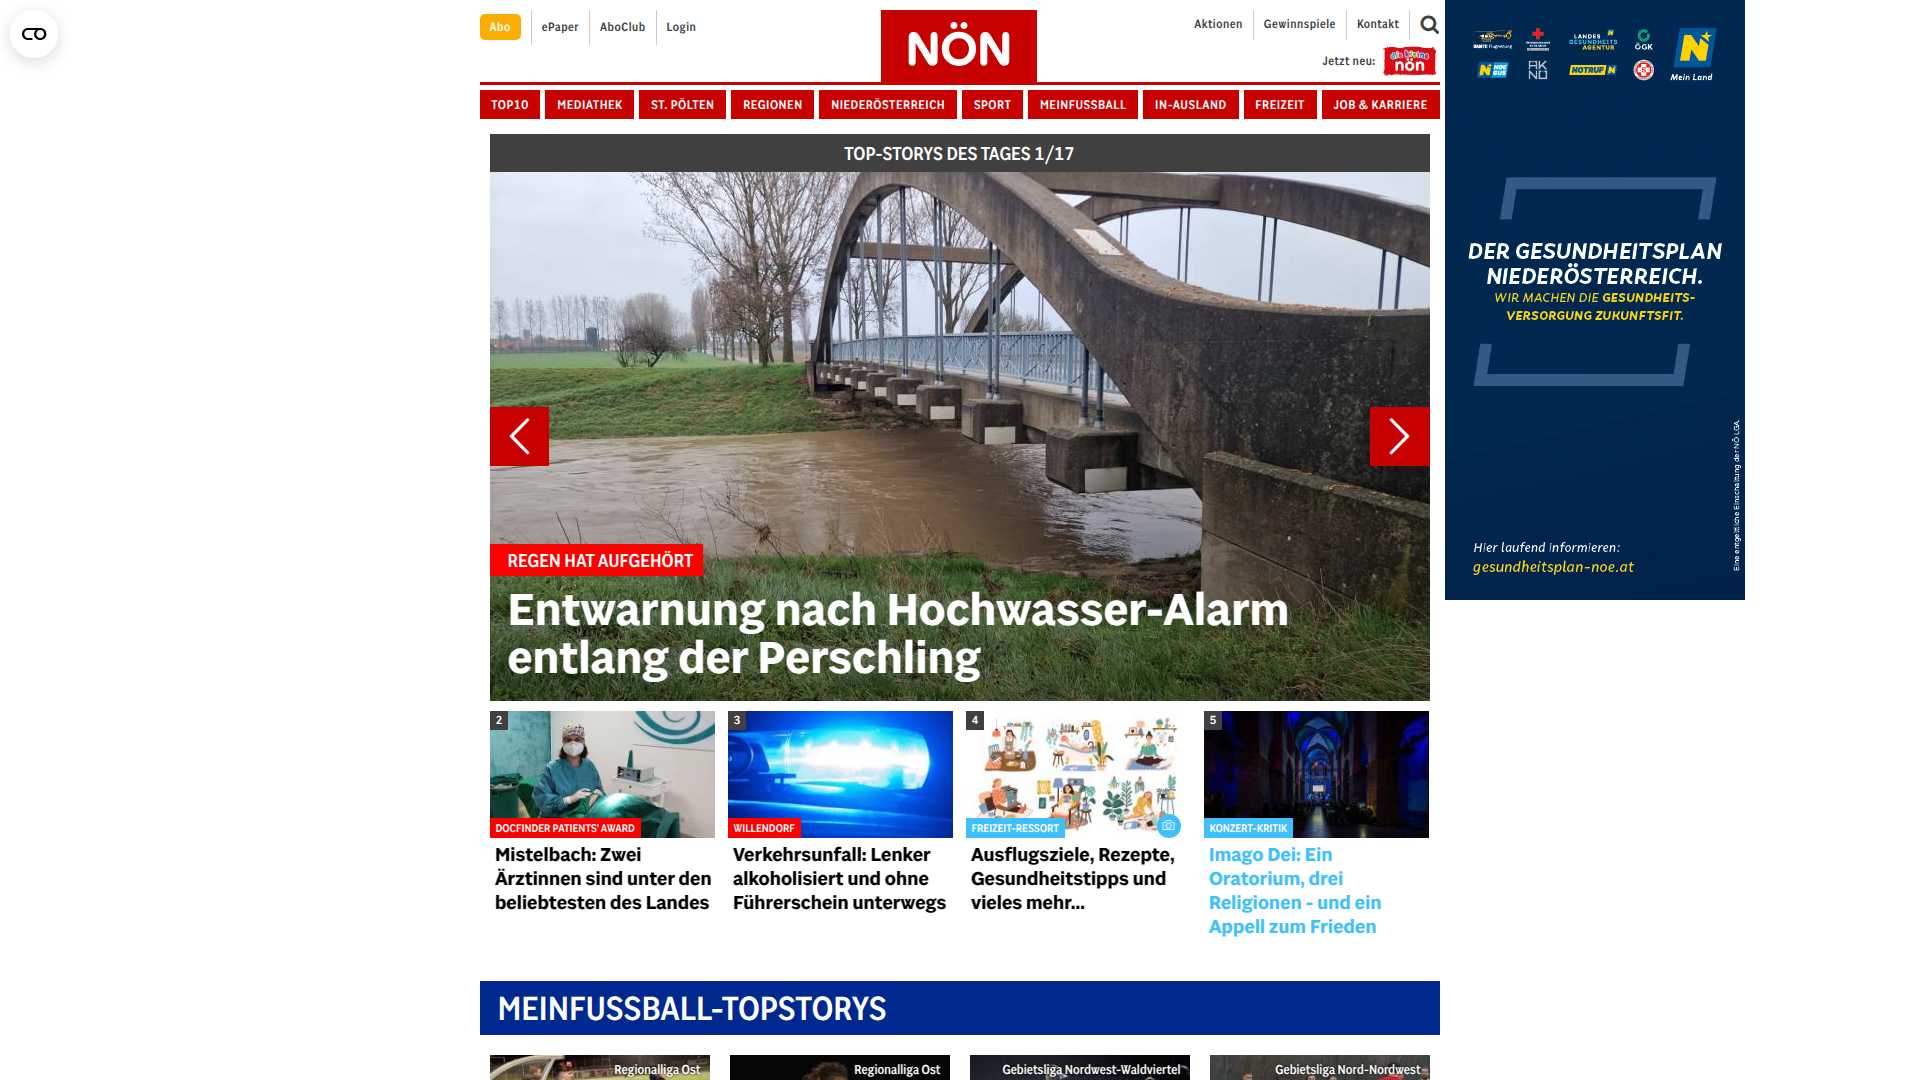 Abo
ePaper
AboClub
Login
NÖN
Aktionen
Gewinnspiele
Kontakt
Jetzt neu:
die kleine
nön
TOP10
MEDIATHEK
ST. PÖLTEN
REGIONEN
NIEDERÖSTERREICH
SPORT
MEINFUSSBALL
IN-AUSLAND
FREIZEIT
JOB & KARRIERE
TOP-STORYS DES TAGES 1/17
REGEN HAT AUFGEHÖRT
Entwarnung nach Hochwasser-Alarm
entlang der Perschling
2
DOCFINDER PATIENTS' AWARD
Mistelbach: Zwei
Ärztinnen sind unter den
beliebtesten des Landes
3
WILLENDORF
Verkehrsunfall: Lenker
alkoholisiert und ohne
Führerschein unterwegs
4
FREIZEIT-RESSORT
Ausflugsziele, Rezepte,
Gesundheitstipps und
vieles mehr...
5
KONZERT-KRITIK
Imago Dei: Ein
Oratorium, drei
Religionen - und ein
Appell zum Frieden
MEINFUSSBALL-TOPSTORYS
Regionalliga Ost
Regionalliga Ost
Gebietsliga Nordwest-Waldviertel
Gebietsliga Nord-Nordwest
LANDES
GESUNDHEITS
AGENTUR
ÖGK
N
Mein Land
AK
NÖ
NOTRUF N
DER GESUNDHEITSPLAN
NIEDERÖSTERREICH.
WIR MACHEN DIE GESUNDHEITS-
VERSORGUNG ZUKUNFTSFIT.
Hier laufend informieren:
gesundheitsplan-noe.at
Eine entgeltliche Einschaltung der NÖ LGA.